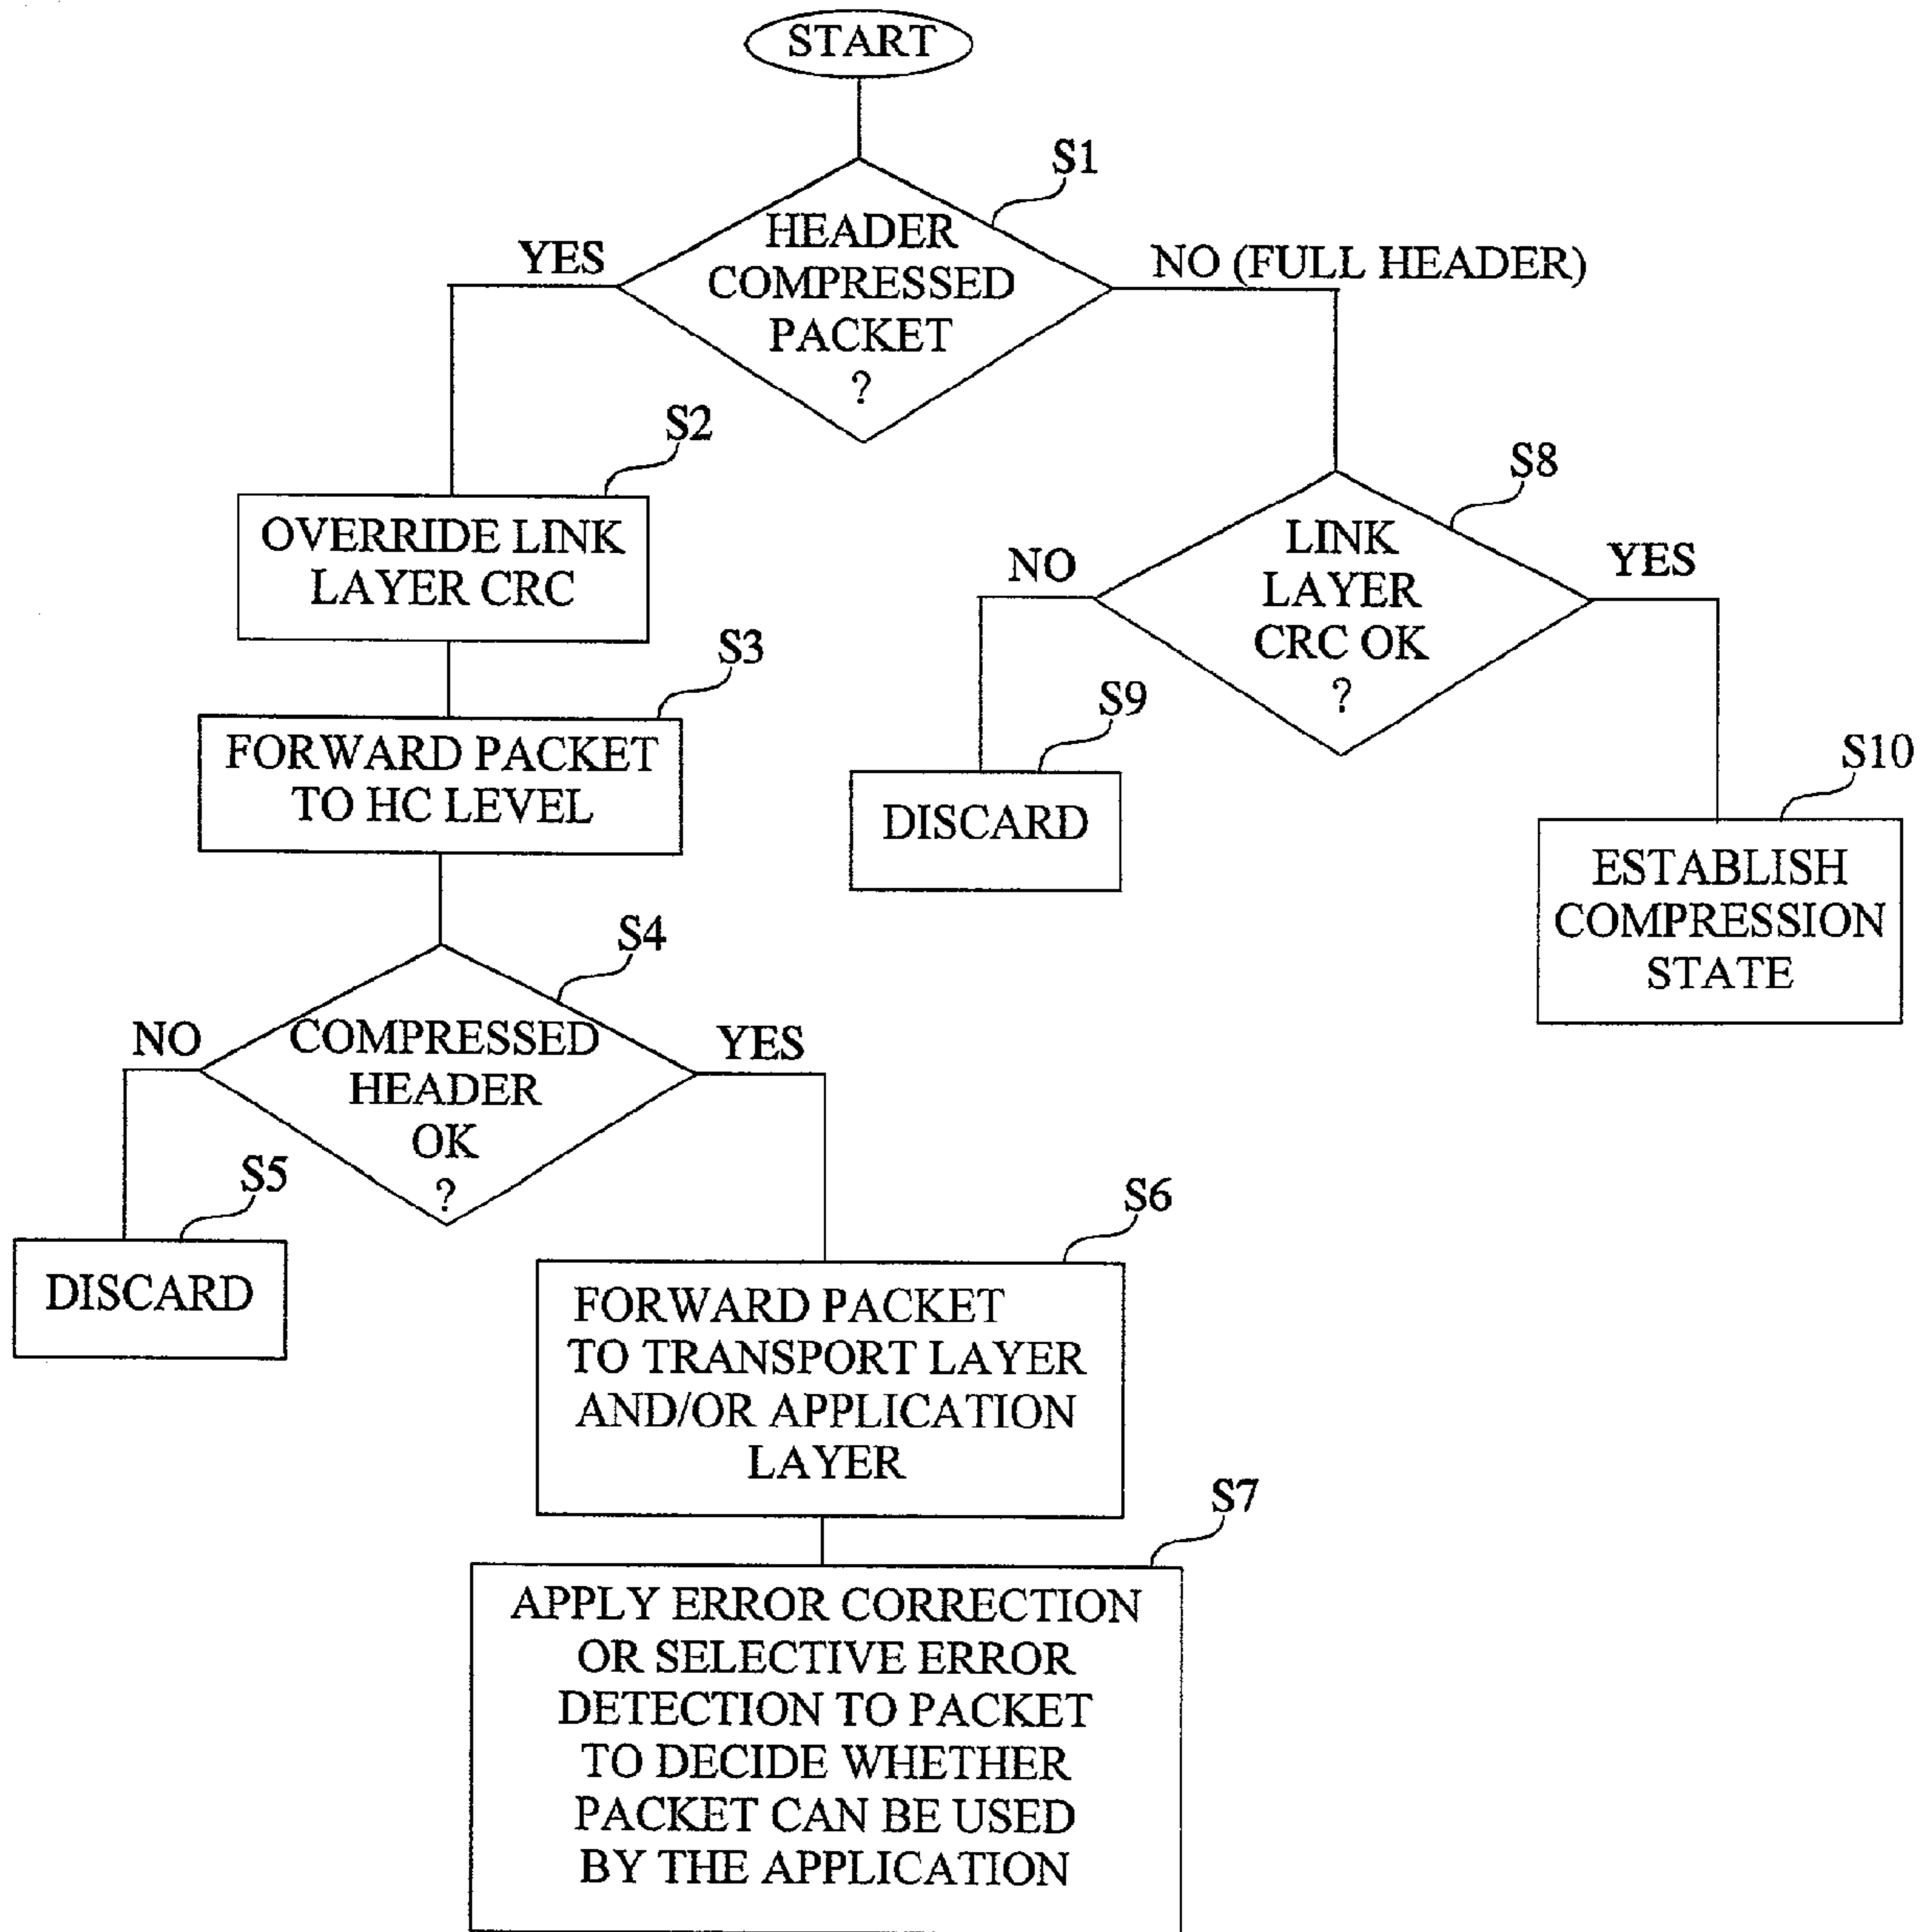 START
S1
HEADER
COMPRESSED
PACKET
?
YES
NO (FULL HEADER)
S2
OVERRIDE LINK
LAYER CRC
S3
FORWARD PACKET
TO HC LEVEL
S4
COMPRESSED
HEADER
OK
?
NO
YES
S5
DISCARD
S6
FORWARD PACKET
TO TRANSPORT LAYER
AND/OR APPLICATION
LAYER
S7
APPLY ERROR CORRECTION
OR SELECTIVE ERROR
DETECTION TO PACKET
TO DECIDE WHETHER
PACKET CAN BE USED
BY THE APPLICATION
S8
LINK
LAYER
CRC OK
?
NO
YES
S9
DISCARD
S10
ESTABLISH
COMPRESSION
STATE